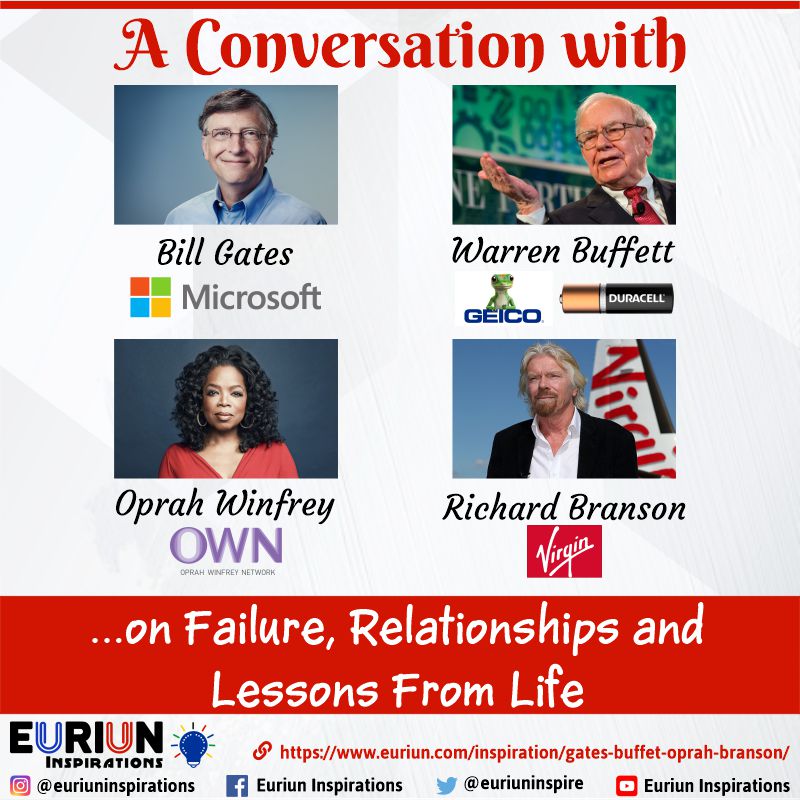 A Conversation with
Bill Gates
Warren Buffett
Microsoft
GEICO.
DURACELL
Oprah Winfrey
Richard Branson
OWN
OPRAH WINFREY NETWORK
Virgin
...on Failure, Relationships and
Lessons From Life
EURIUN
INSPIRATIONS
https://www.euriun.com/inspiration/gates-buffet-oprah-branson/
@euriuninspirations
Euriun Inspirations
@euriuninspire
Euriun Inspirations